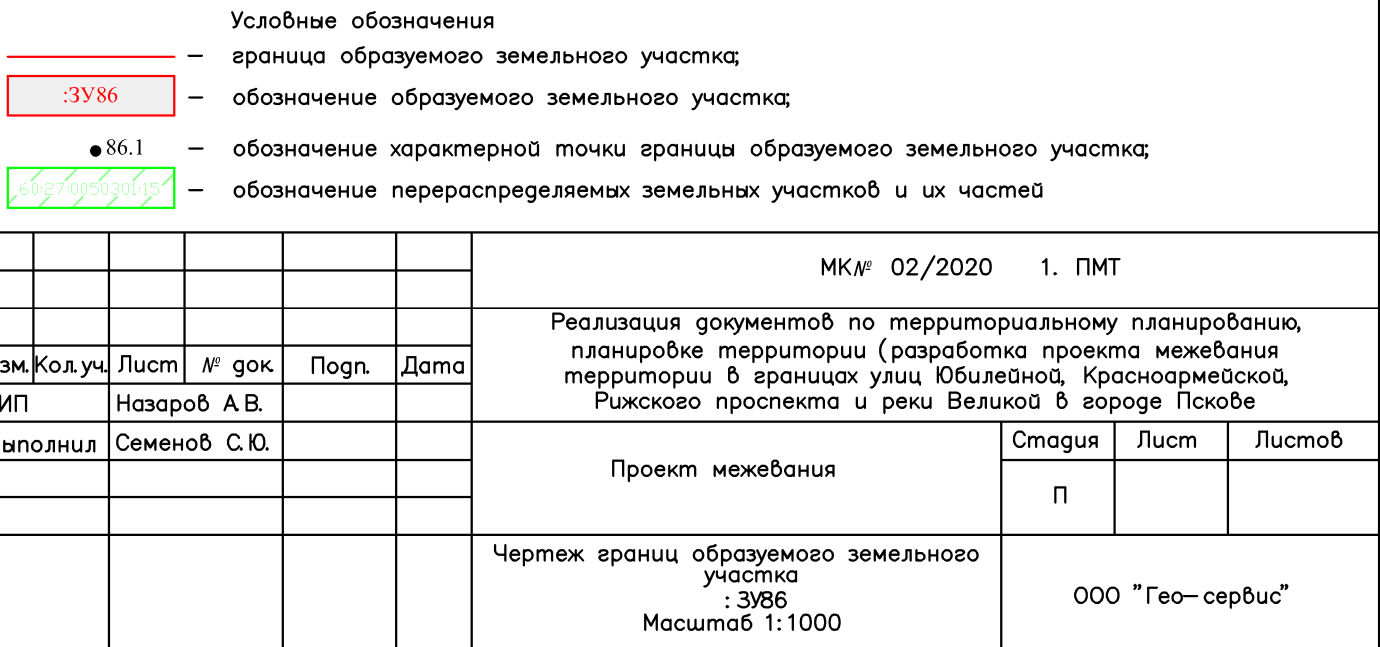 Условные обозначения
— граница образуемого земельного участка;
:ЗУ86 — обозначение образуемого земельного участка;
86.1 — обозначение характерной точки границы образуемого земельного участка;
60:27:0050301:15 — обозначение перераспределяемых земельных участков и их частей
МК№ 02/2020 1. ПМТ
Реализация документов по территориальному планированию,
планировке территории (разработка проекта межевания
территории в границах улиц Юбилейной, Красноармейской,
Рижского проспекта и реки Великой в городе Пскове
зм. Кол.уч. Лист № док. Подп. Дата
ИП Назаров А.В.
ыполнил Семенов С.Ю.
Проект межевания
Стадия Лист Листов
П
Чертеж границ образуемого земельного
участка
:ЗУ86
Масштаб 1:1000
ООО "Гео-сервис"